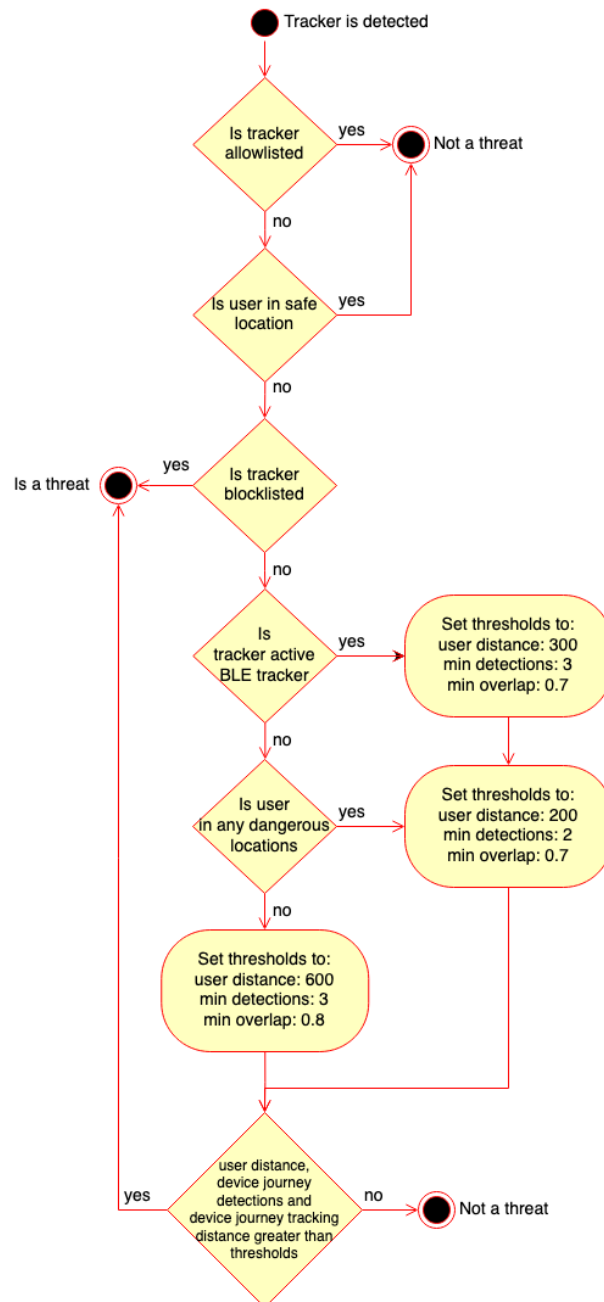 Tracker is detected
Is tracker
allowlisted
yes
Not a threat
no
Is user in safe
location
yes
no
Is a threat
yes
Is tracker
blocklisted
no
Is
tracker active
BLE tracker
yes
Set thresholds to:
user distance: 300
min detections: 3
min overlap: 0.7
no
Is user
in any dangerous
locations
yes
Set thresholds to:
user distance: 200
min detections: 2
min overlap: 0.7
no
Set thresholds to:
user distance: 600
min detections: 3
min overlap: 0.8
user distance,
device journey
detections and
device journey tracking
distance greater than
thresholds
yes
no
Not a threat